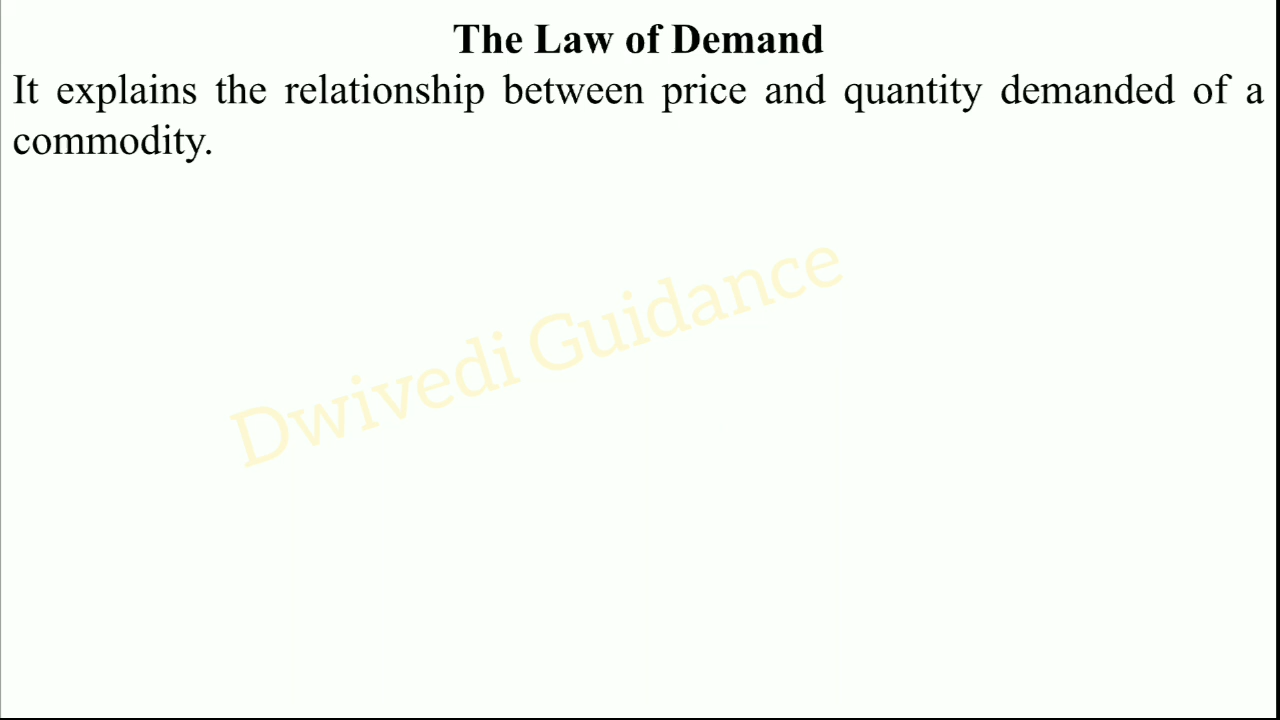 The Law of Demand
It explains the relationship between price and quantity demanded of a
commodity.
Dwivedi Guidance